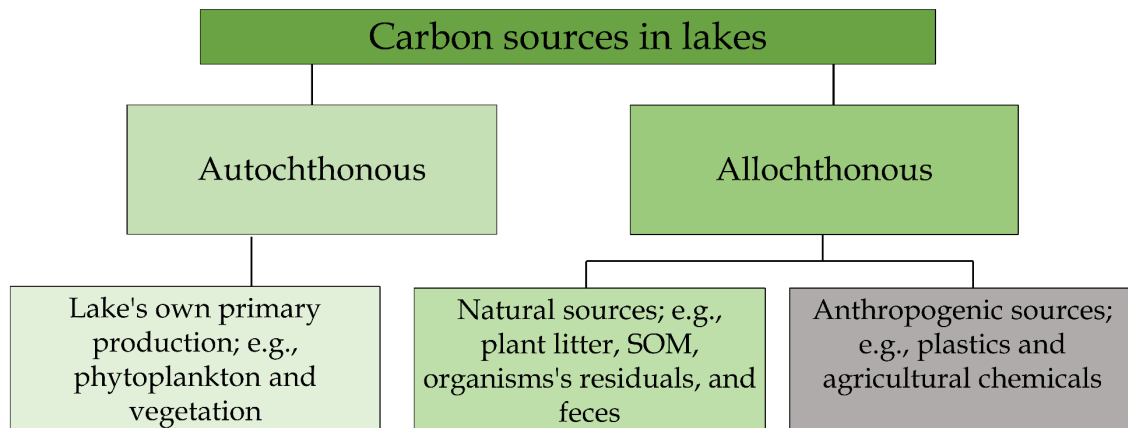 Carbon sources in lakes
Autochthonous
Allochthonous
Lake's own primary
production; e.g.,
phytoplankton and
vegetation
Natural sources; e.g.,
plant litter, SOM,
organisms's residuals, and
feces
Anthropogenic sources;
e.g., plastics and
agricultural chemicals